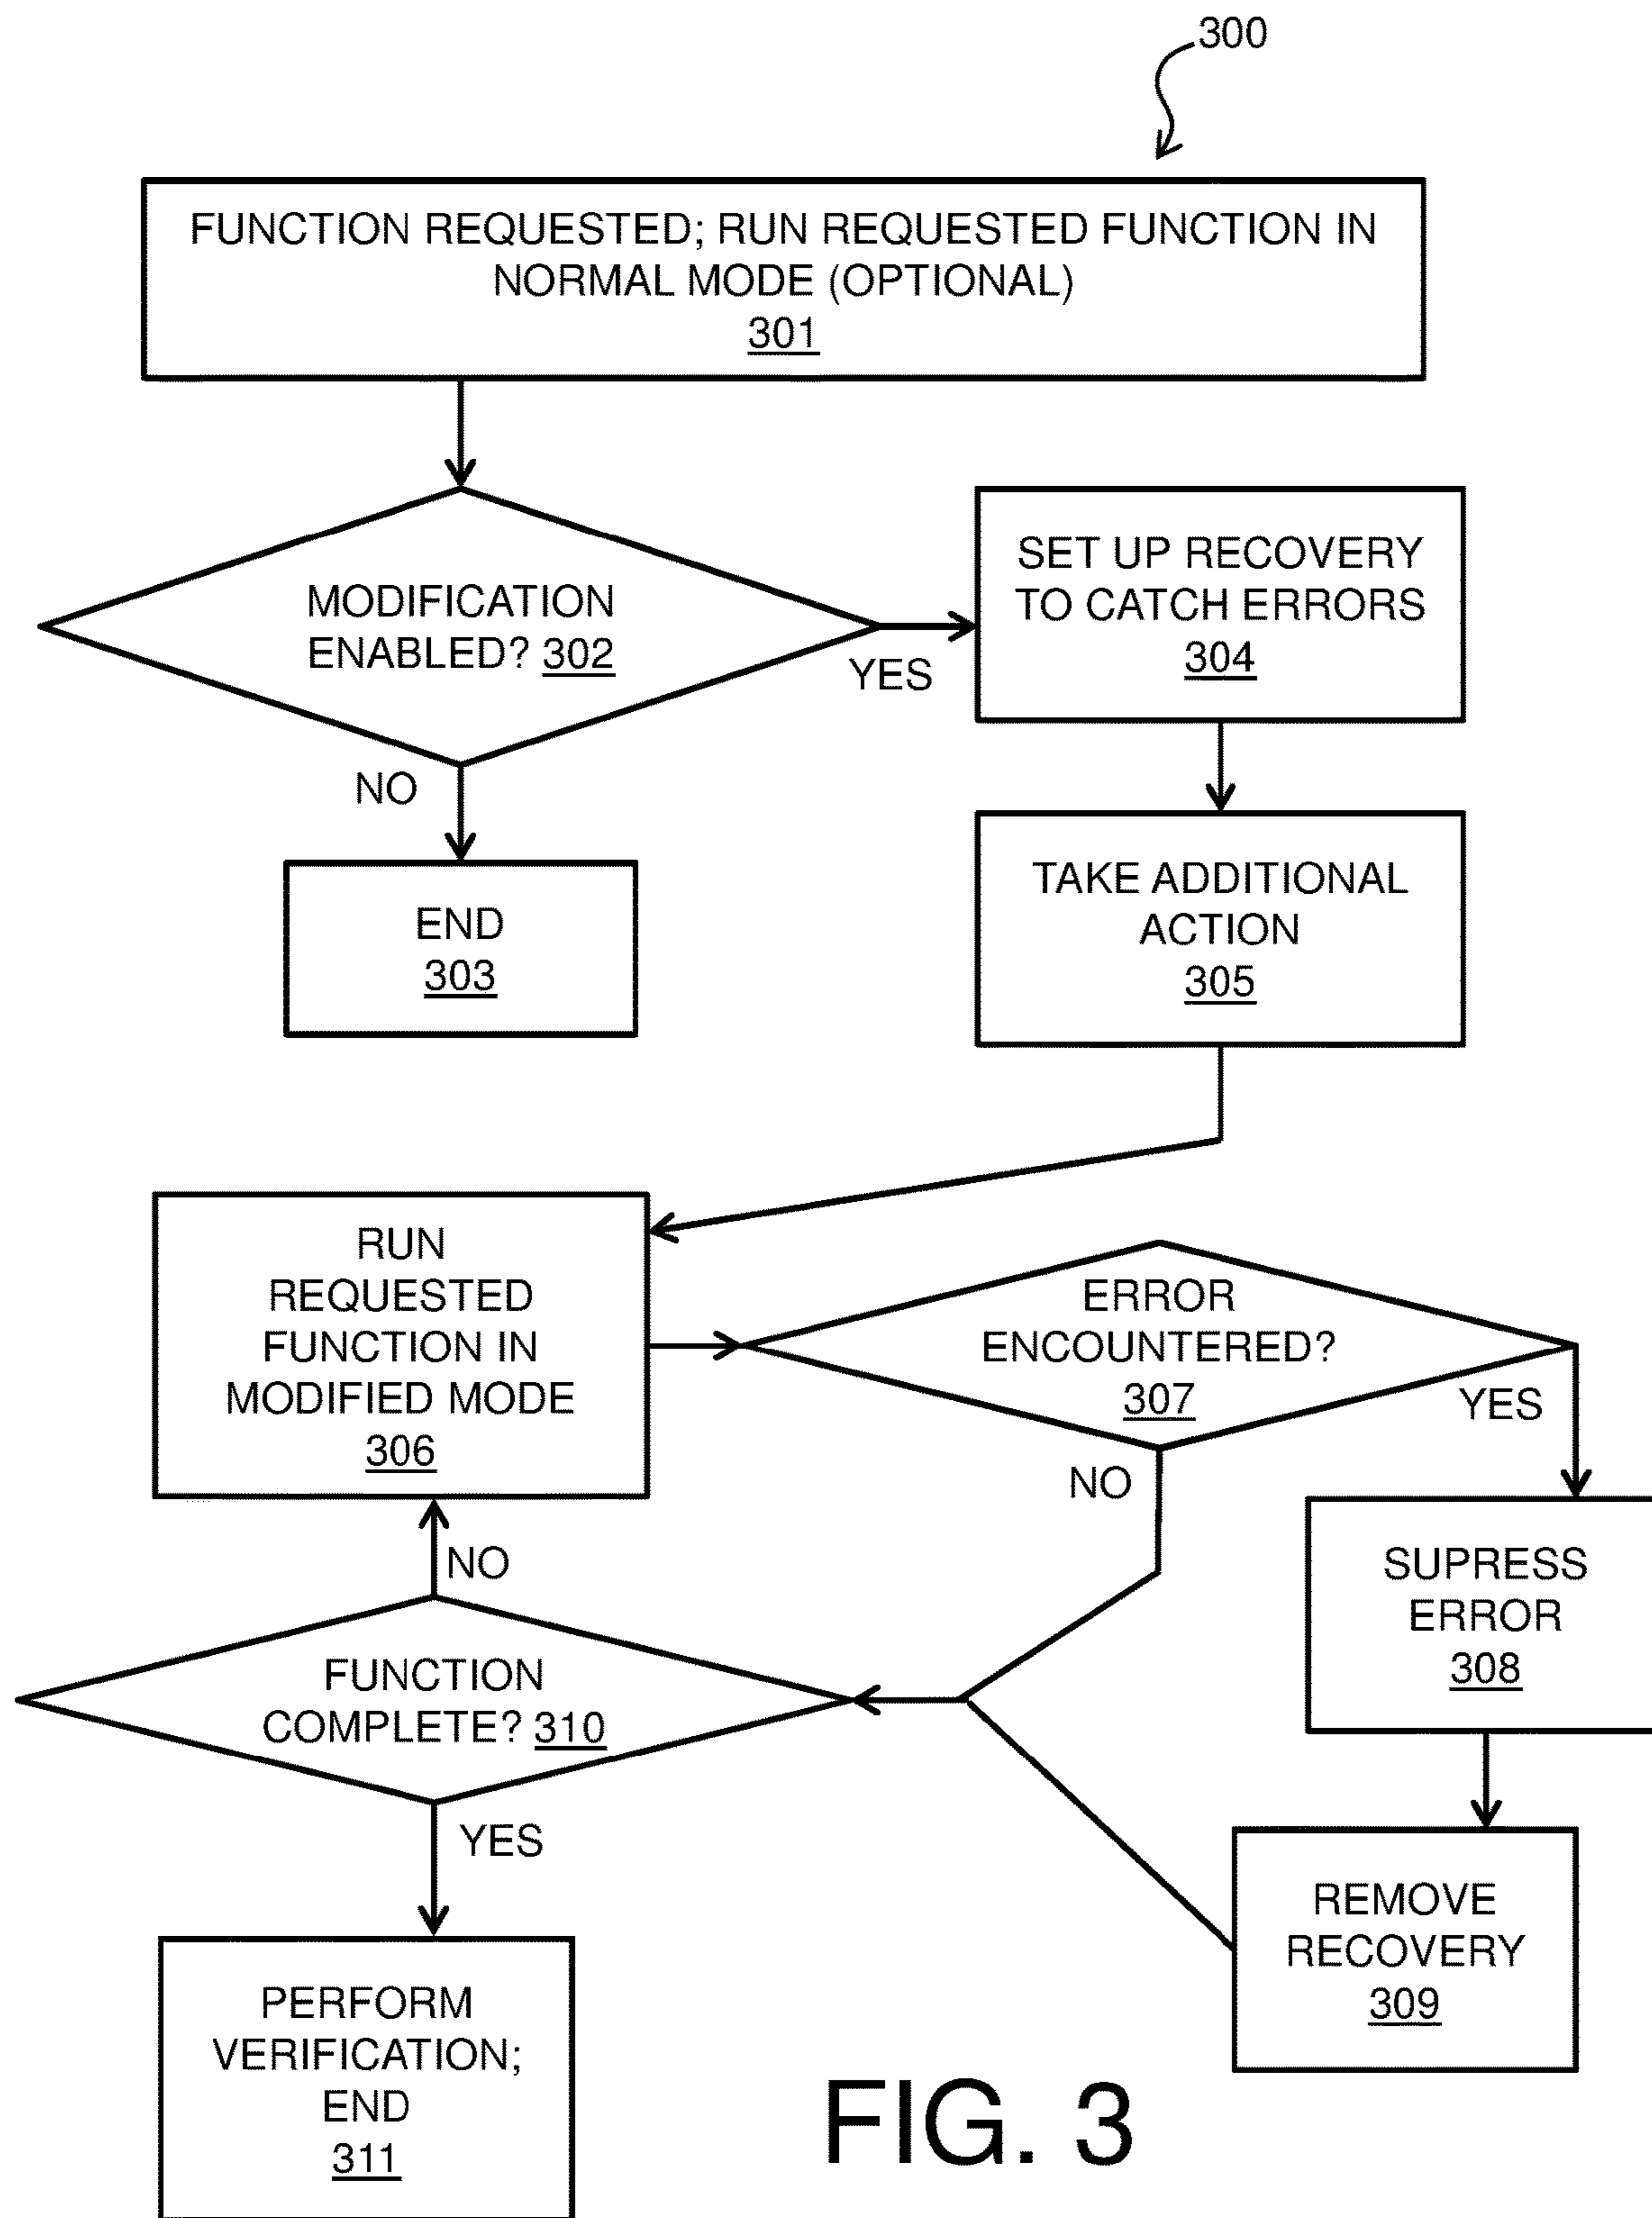 300
FUNCTION REQUESTED; RUN REQUESTED FUNCTION IN
NORMAL MODE (OPTIONAL)
301
MODIFICATION
ENABLED? 302
YES
NO
SET UP RECOVERY
TO CATCH ERRORS
304
END
303
TAKE ADDITIONAL
ACTION
305
RUN
REQUESTED
FUNCTION IN
MODIFIED MODE
306
ERROR
ENCOUNTERED?
307
YES
NO
SUPRESS
ERROR
308
REMOVE
RECOVERY
309
NO
FUNCTION
COMPLETE? 310
YES
PERFORM
VERIFICATION;
END
311
FIG. 3